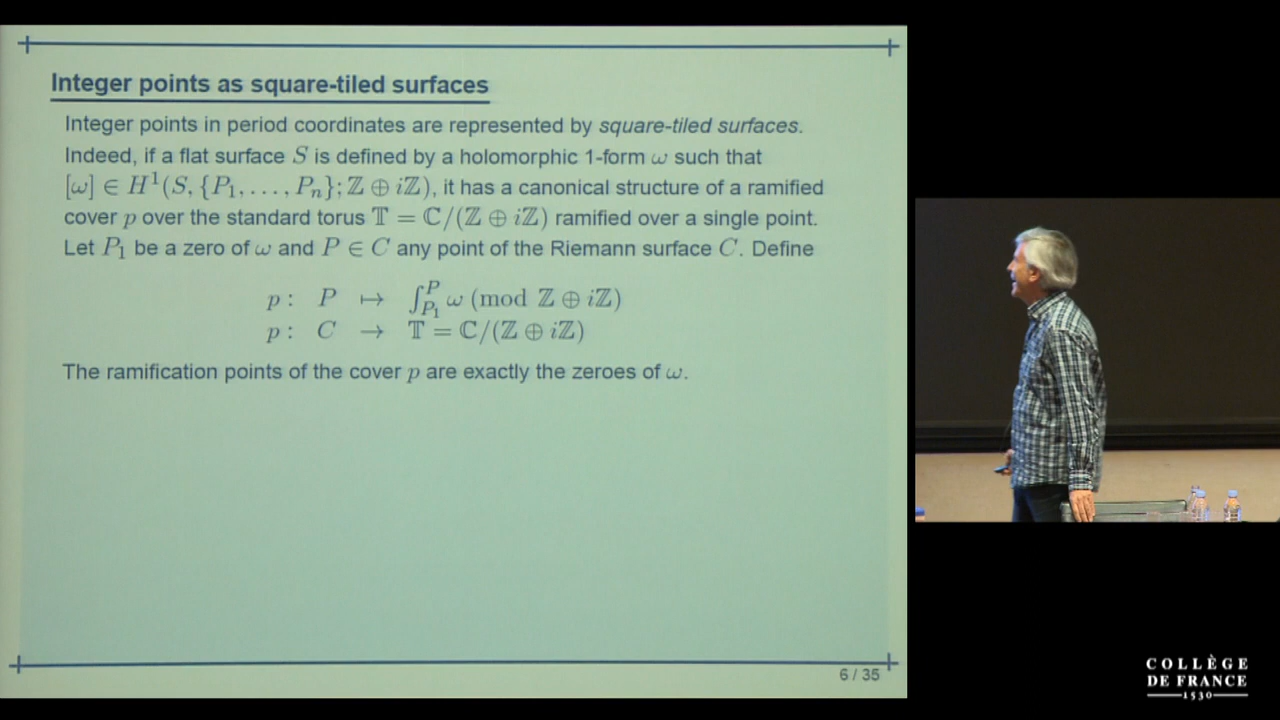 Integer points as square-tiled surfaces
Integer points in period coordinates are represented by square-tiled surfaces.
Indeed, if a flat surface S is defined by a holomorphic 1-form ω such that
[ω] ∈ H¹(S, {P₁, . . . , Pₙ}; ℤ ⊕ iℤ), it has a canonical structure of a ramified
cover p over the standard torus 𝕋 = ℂ/(ℤ ⊕ iℤ) ramified over a single point.
Let P₁ be a zero of ω and P ∈ C any point of the Riemann surface C. Define
p : P ↦ ∫_{P₁}^{P} ω (mod ℤ ⊕ iℤ)
p : C → 𝕋 = ℂ/(ℤ ⊕ iℤ)
The ramification points of the cover p are exactly the zeroes of ω.
6 / 35
COLLÈGE
DE FRANCE
1530